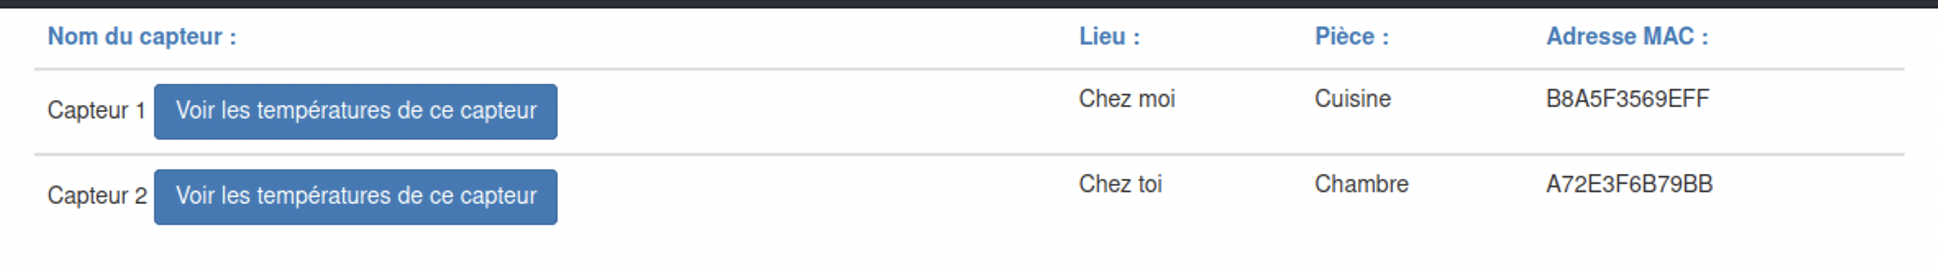 Nom du capteur : Lieu : Pièce : Adresse MAC :
Capteur 1 Voir les températures de ce capteur Chez moi Cuisine B8A5F3569EFF
Capteur 2 Voir les températures de ce capteur Chez toi Chambre A72E3F6B79BB